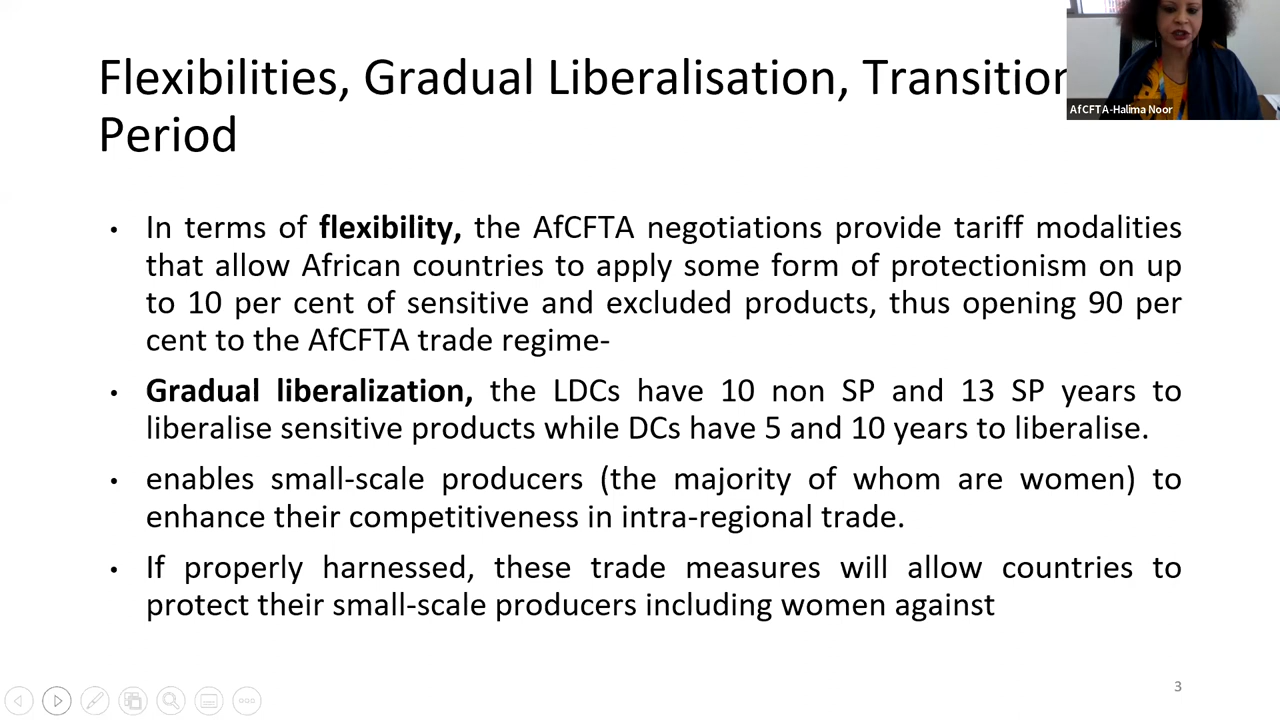 Flexibilities, Gradual Liberalisation, Transition
Period
AfCFTA-Halima Noor
• In terms of flexibility, the AfCFTA negotiations provide tariff modalities
that allow African countries to apply some form of protectionism on up
to 10 per cent of sensitive and excluded products, thus opening 90 per
cent to the AfCFTA trade regime-
• Gradual liberalization, the LDCs have 10 non SP and 13 SP years to
liberalise sensitive products while DCs have 5 and 10 years to liberalise.
• enables small-scale producers (the majority of whom are women) to
enhance their competitiveness in intra-regional trade.
• If properly harnessed, these trade measures will allow countries to
protect their small-scale producers including women against
3